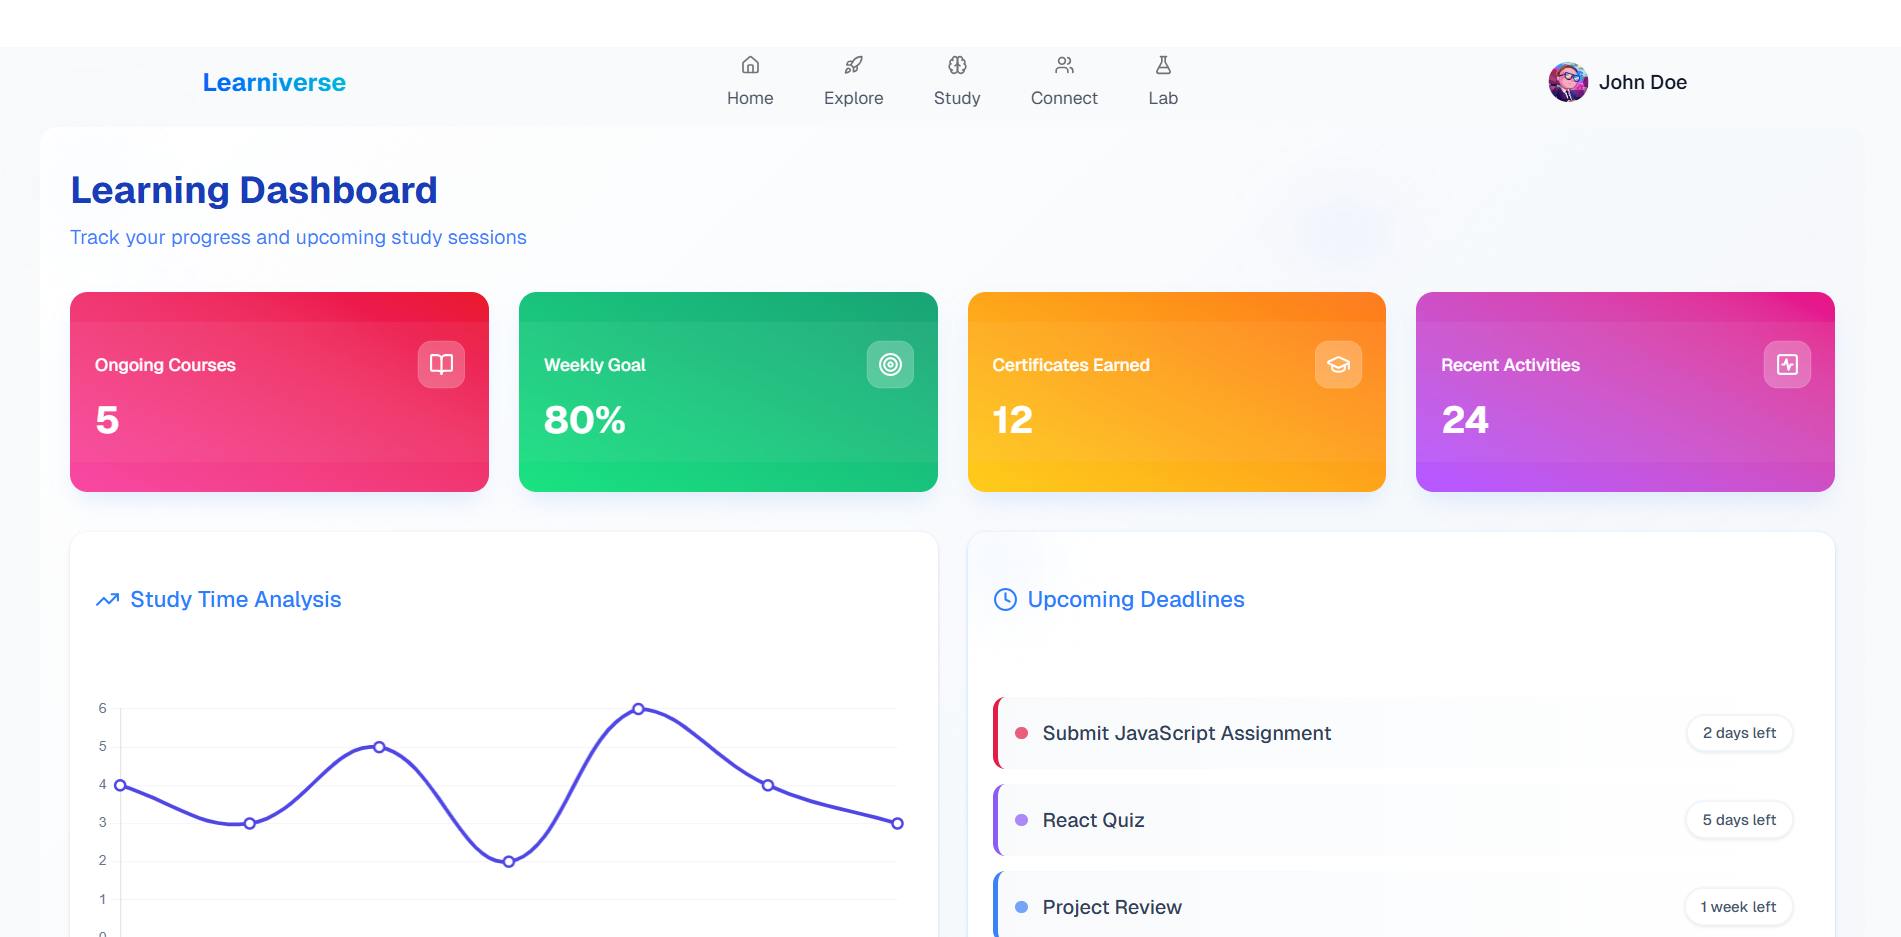 Learniverse
Home
Explore
Study
Connect
Lab
John Doe
Learning Dashboard
Track your progress and upcoming study sessions
Ongoing Courses
5
Weekly Goal
80%
Certificates Earned
12
Recent Activities
24
Study Time Analysis
6
5
4
3
2
1
0
Upcoming Deadlines
Submit JavaScript Assignment
2 days left
React Quiz
5 days left
Project Review
1 week left